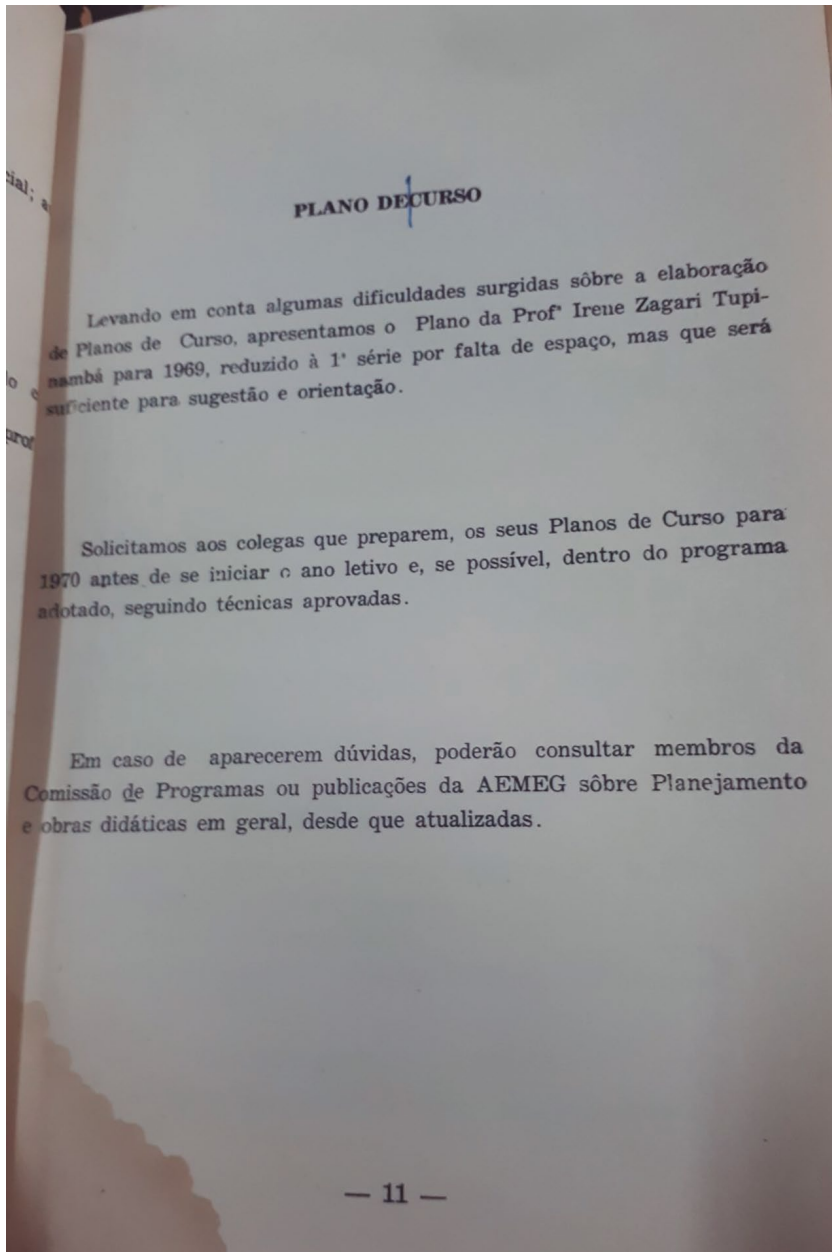 cial; a
PLANO DE CURSO
Levando em conta algumas dificuldades surgidas sôbre a elaboração
de Planos de Curso, apresentamos o Plano da Profª Irene Zagari Tupi-
nambá para 1969, reduzido à 1ª série por falta de espaço, mas que será
suficiente para sugestão e orientação.
Solicitamos aos colegas que preparem, os seus Planos de Curso para
1970 antes de se iniciar o ano letivo e, se possível, dentro do programa
adotado, seguindo técnicas aprovadas.
Em caso de aparecerem dúvidas, poderão consultar membros da
Comissão de Programas ou publicações da AEMEG sôbre Planejamento
e obras didáticas em geral, desde que atualizadas.
— 11 —